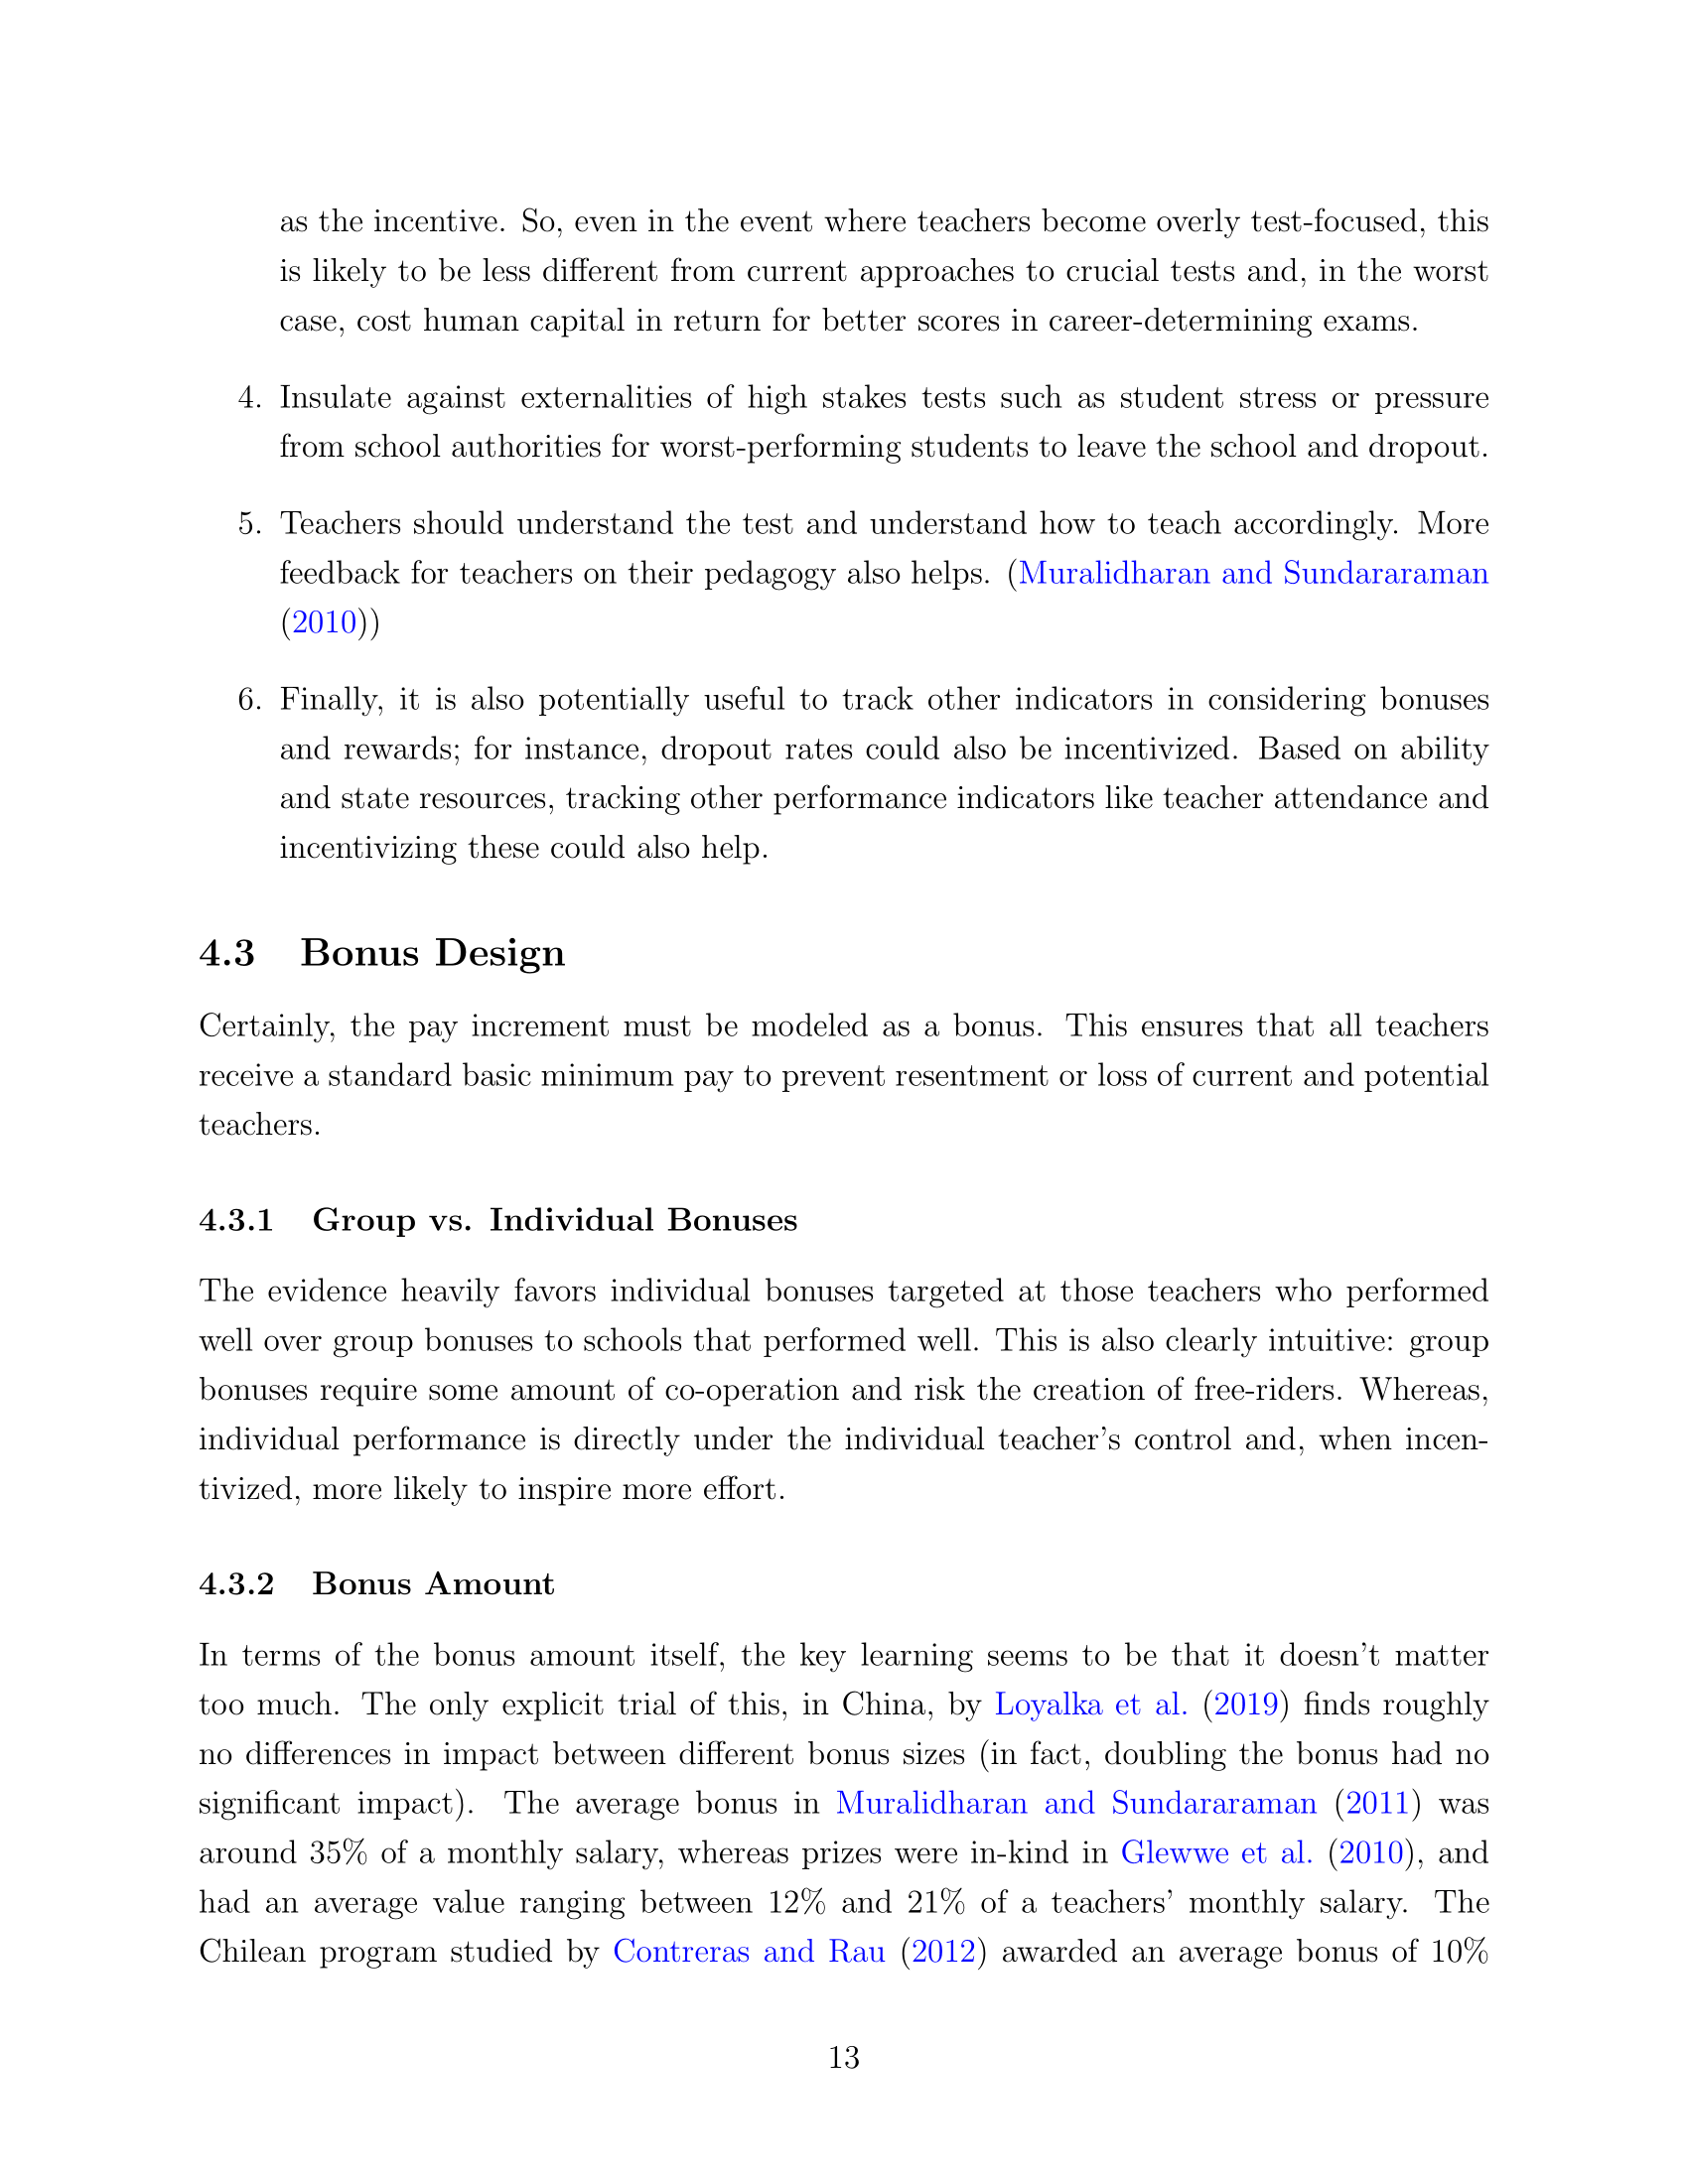 as the incentive. So, even in the event where teachers become overly test-focused, this
is likely to be less different from current approaches to crucial tests and, in the worst
case, cost human capital in return for better scores in career-determining exams.
4. Insulate against externalities of high stakes tests such as student stress or pressure
from school authorities for worst-performing students to leave the school and dropout.
5. Teachers should understand the test and understand how to teach accordingly. More
feedback for teachers on their pedagogy also helps. (Muralidharan and Sundararaman
(2010))
6. Finally, it is also potentially useful to track other indicators in considering bonuses
and rewards; for instance, dropout rates could also be incentivized. Based on ability
and state resources, tracking other performance indicators like teacher attendance and
incentivizing these could also help.
4.3 Bonus Design
Certainly, the pay increment must be modeled as a bonus. This ensures that all teachers
receive a standard basic minimum pay to prevent resentment or loss of current and potential
teachers.
4.3.1 Group vs. Individual Bonuses
The evidence heavily favors individual bonuses targeted at those teachers who performed
well over group bonuses to schools that performed well. This is also clearly intuitive: group
bonuses require some amount of co-operation and risk the creation of free-riders. Whereas,
individual performance is directly under the individual teacher's control and, when incen-
tivized, more likely to inspire more effort.
4.3.2 Bonus Amount
In terms of the bonus amount itself, the key learning seems to be that it doesn't matter
too much. The only explicit trial of this, in China, by Loyalka et al. (2019) finds roughly
no differences in impact between different bonus sizes (in fact, doubling the bonus had no
significant impact). The average bonus in Muralidharan and Sundararaman (2011) was
around 35% of a monthly salary, whereas prizes were in-kind in Glewwe et al. (2010), and
had an average value ranging between 12% and 21% of a teachers' monthly salary. The
Chilean program studied by Contreras and Rau (2012) awarded an average bonus of 10%
13